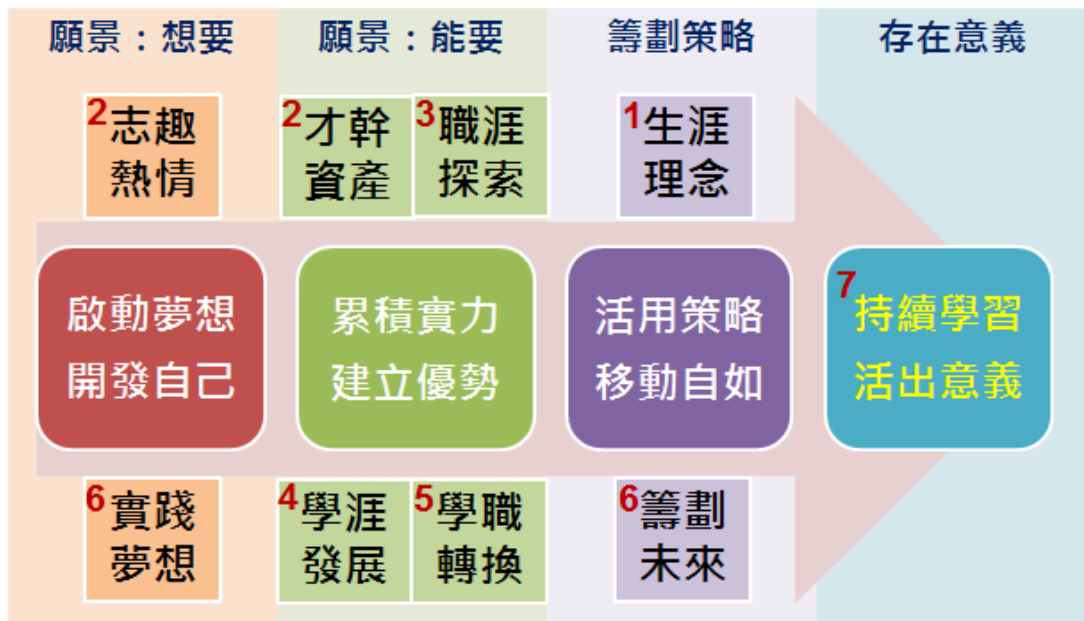 願景：想要
願景：能要
籌劃策略
存在意義
2志趣
熱情
2才幹
資產
3職涯
探索
1生涯
理念
啟動夢想
開發自己
累積實力
建立優勢
活用策略
移動自如
7持續學習
活出意義
6實踐
夢想
4學涯
發展
5學職
轉換
6籌劃
未來